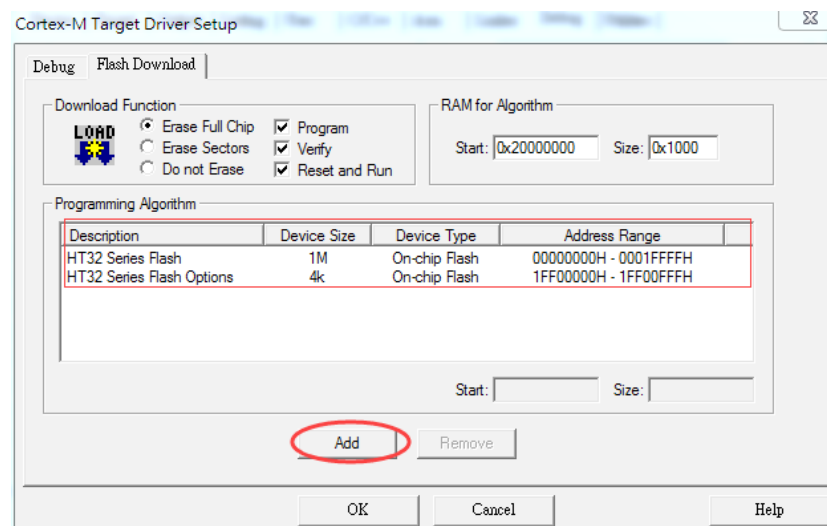 Cortex-M Target Driver Setup
Debug Flash Download
Download Function
LOAD
Erase Full Chip
Erase Sectors
Do not Erase
Program
Verify
Reset and Run
RAM for Algorithm
Start: 0x20000000 Size: 0x1000
Programming Algorithm
Description Device Size Device Type Address Range
HT32 Series Flash 1M On-chip Flash 00000000H - 0001FFFFH
HT32 Series Flash Options 4k On-chip Flash 1FF00000H - 1FF00FFFH
Start: Size:
Add Remove
OK Cancel Help